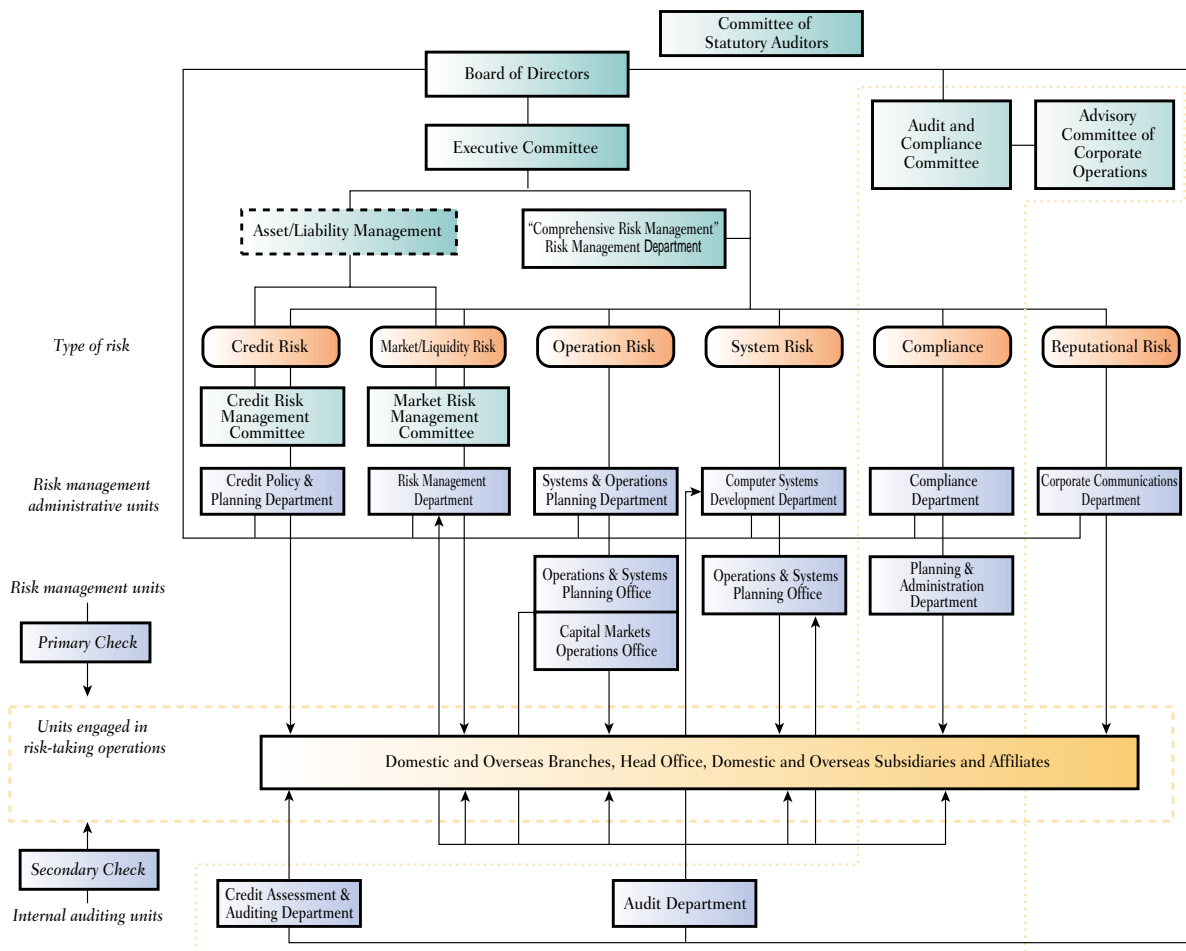 Committee of
Statutory Auditors
Board of Directors
Audit and
Compliance
Committee
Advisory
Committee of
Corporate
Operations
Executive Committee
Asset/Liability Management
“Comprehensive Risk Management”
Risk Management Department
Type of risk
Credit Risk
Market/Liquidity Risk
Operation Risk
System Risk
Compliance
Reputational Risk
Credit Risk
Management
Committee
Market Risk
Management
Committee
Risk management
administrative units
Credit Policy &
Planning Department
Risk Management
Department
Systems & Operations
Planning Department
Computer Systems
Development Department
Compliance
Department
Corporate Communications
Department
Risk management units
Primary Check
Operations & Systems
Planning Office
Capital Markets
Operations Office
Operations & Systems
Planning Office
Planning &
Administration
Department
Units engaged in
risk-taking operations
Domestic and Overseas Branches, Head Office, Domestic and Overseas Subsidiaries and Affiliates
Secondary Check
Internal auditing units
Credit Assessment &
Auditing Department
Audit Department